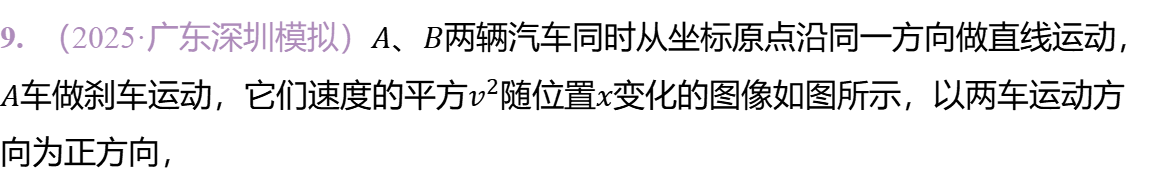 9. （2025·广东深圳模拟）A、B两辆汽车同时从坐标原点沿同一方向做直线运动，
A车做刹车运动，它们速度的平方v²随位置x变化的图像如图所示，以两车运动方
向为正方向，